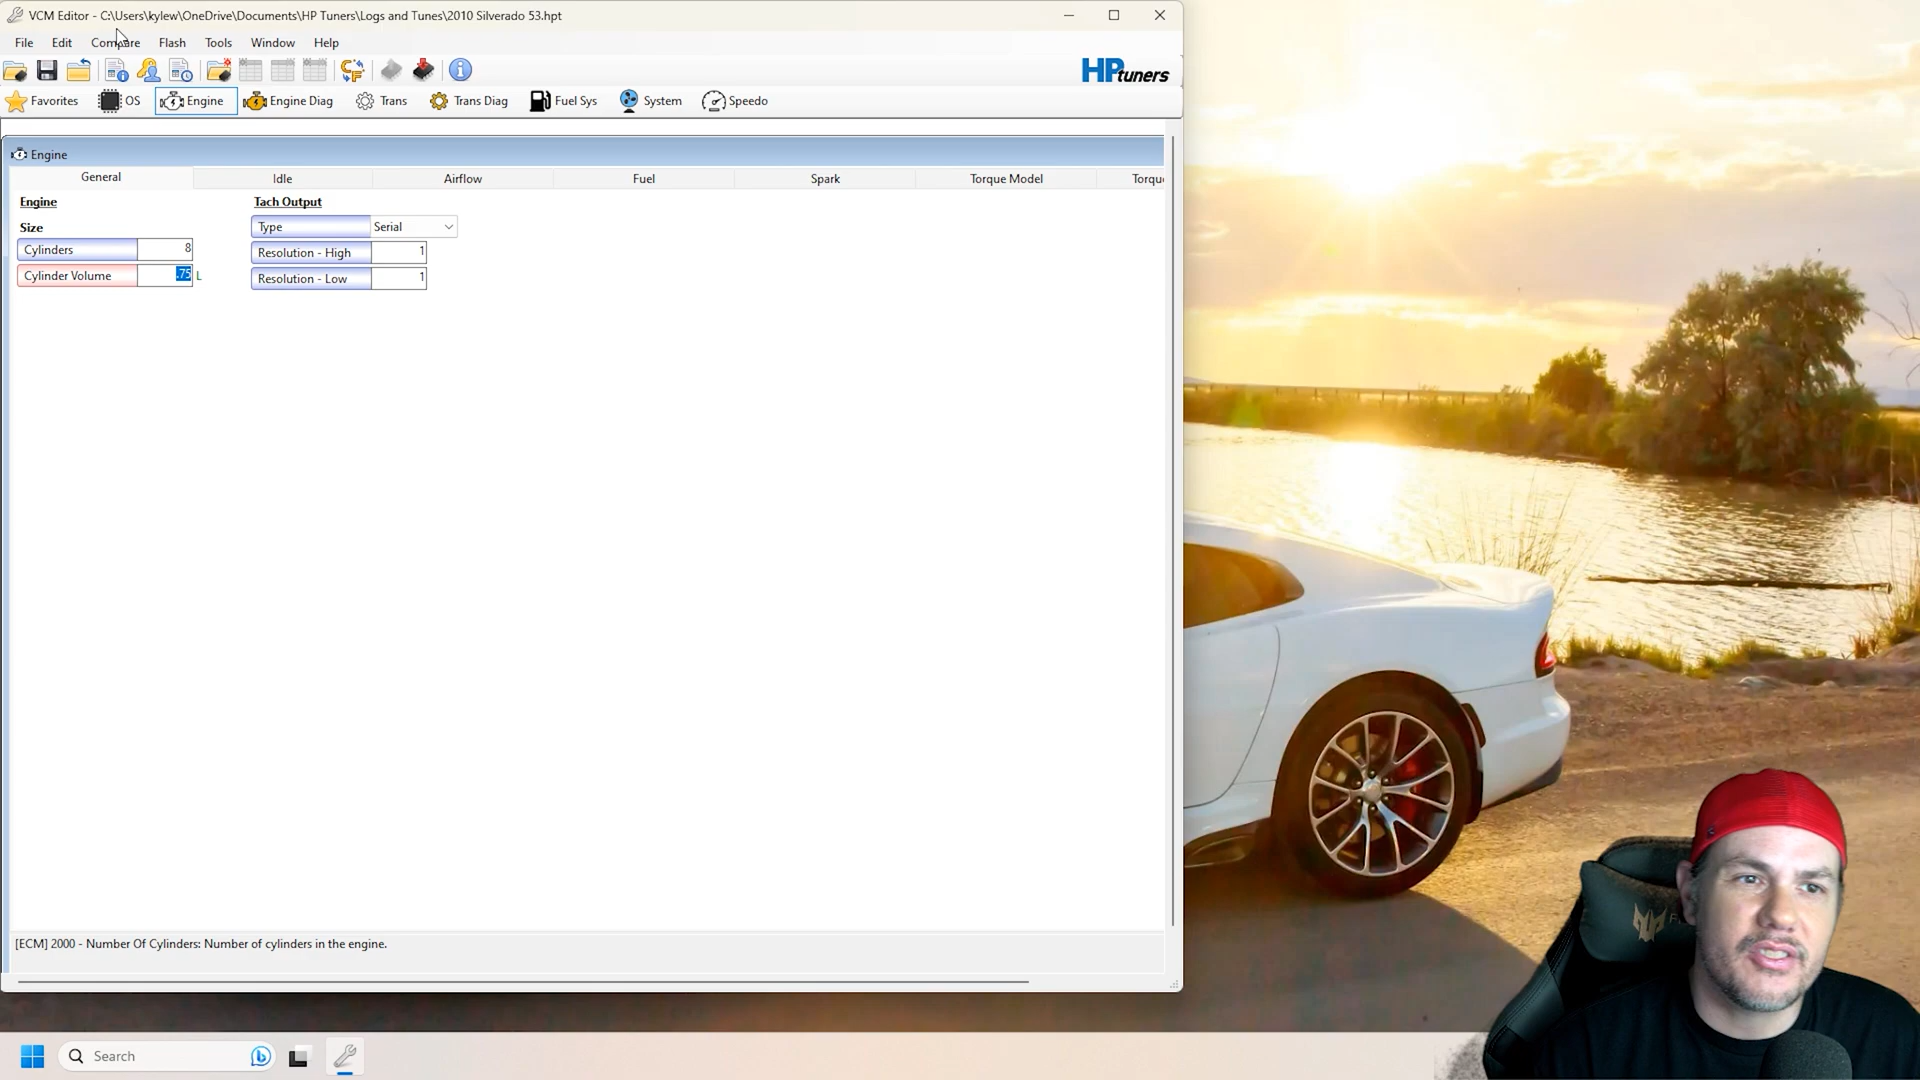 VCM Editor - C:\Users\kylew\OneDrive\Documents\HP Tuners\Logs and Tunes\2010 Silverado 53.hpt
File Edit Compare Flash Tools Window Help
HPtuners
Favorites OS Engine Engine Diag Trans Trans Diag Fuel Sys System Speedo
Engine
General Idle Airflow Fuel Spark Torque Model Torqu
Engine
Size
Cylinders 8
Cylinder Volume .75 L
Tach Output
Type Serial
Resolution - High 1
Resolution - Low 1
[ECM] 2000 - Number Of Cylinders: Number of cylinders in the engine.
Search